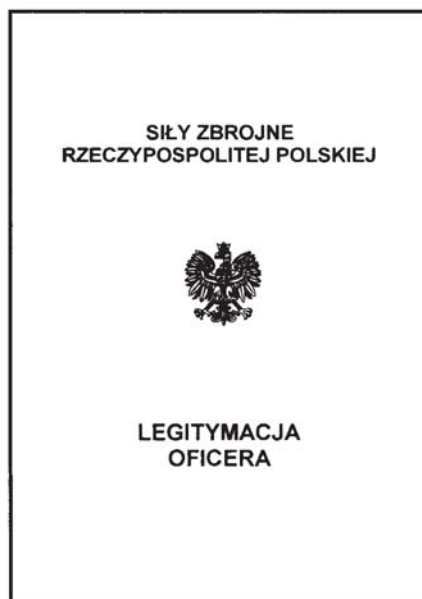 SIŁY ZBROJNE
RZECZYPOSPOLITEJ POLSKIEJ
LEGITYMACJA
OFICERA